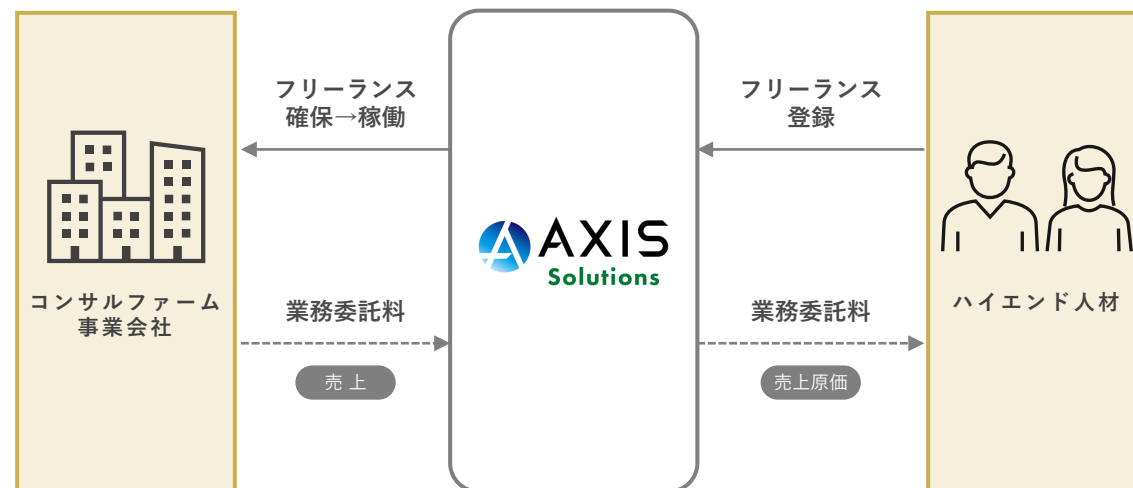 フリーランス
確保→稼働
フリーランス
登録
AXIS
Solutions
コンサルファーム
事業会社
業務委託料
売上
業務委託料
売上原価
ハイエンド人材